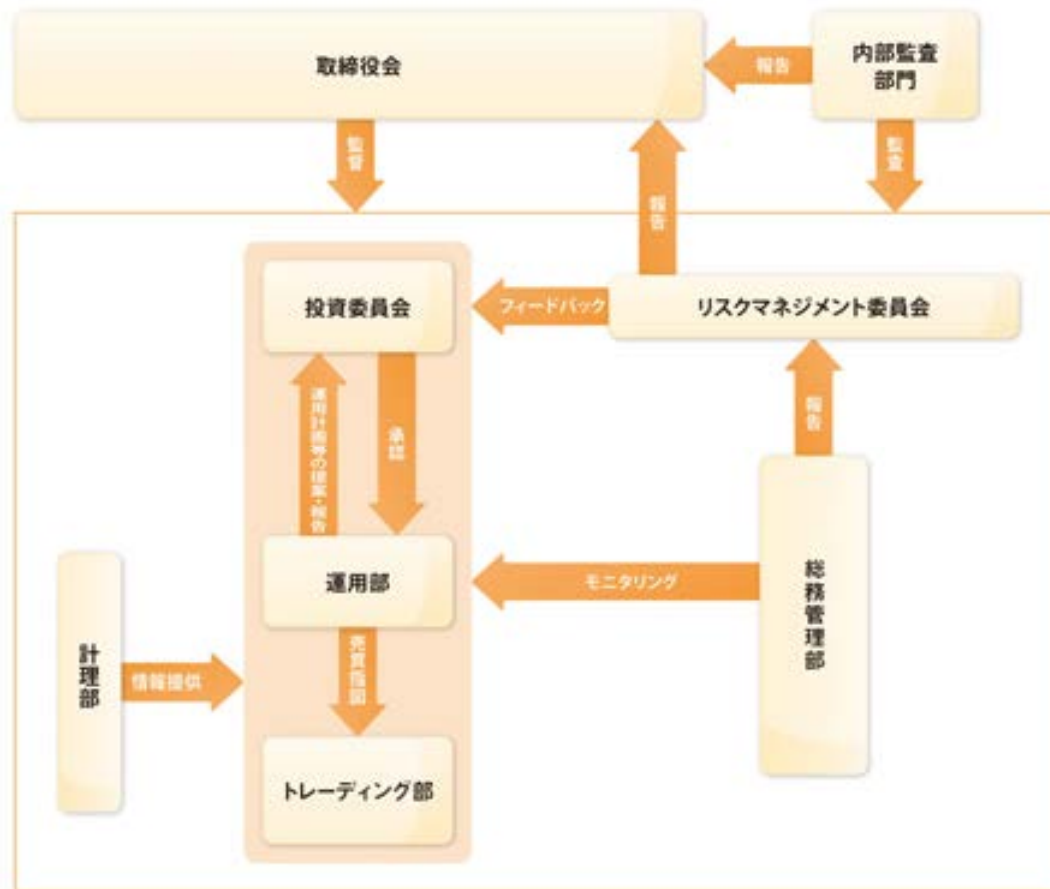 取締役会
報告
内部監査
部門
監督
報告
監査
投資委員会
フィードバック
リスクマネジメント委員会
運用計画等の提案・報告
承認
報告
運用部
モニタリング
総務管理部
計理部
情報提供
売買指図
トレーディング部